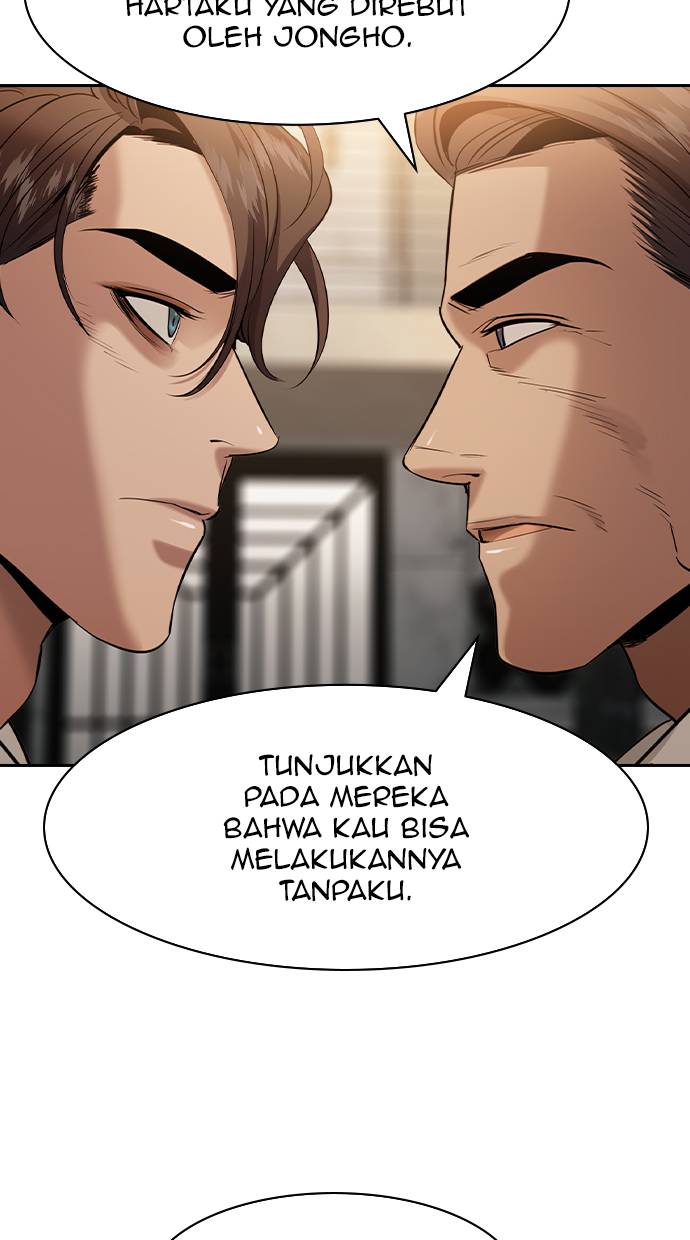 HARTAKU YANG DIREBUT
OLEH JONGHO.
TUNJUKKAN
PADA MEREKA
BAHWA KAU BISA
MELAKUKANNYA
TANPAKU.